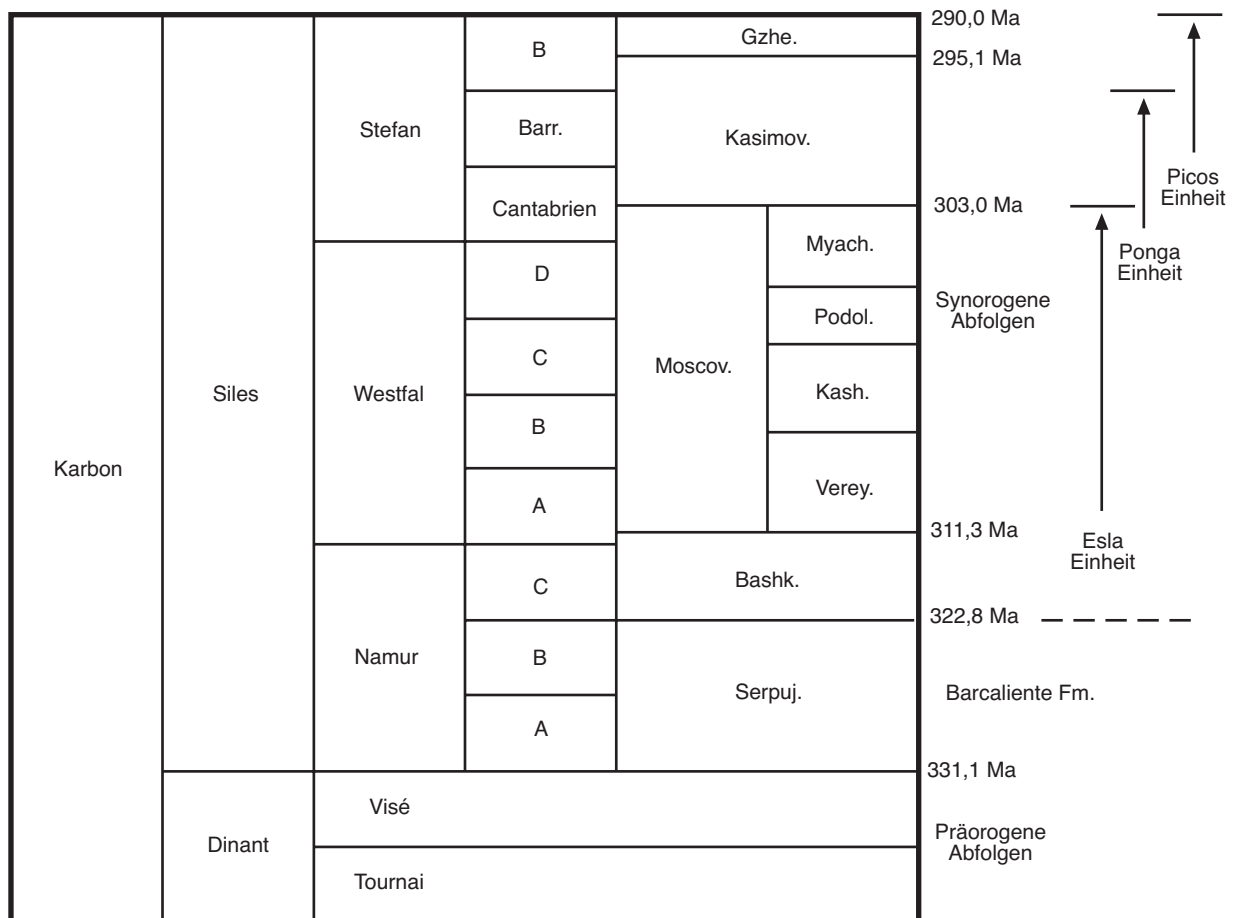 Karbon
Siles
Dinant
Stefan
Westfal
Namur
Visé
Tournai
B
Barr.
Cantabrien
D
C
B
A
C
B
A
Gzhe.
Kasimov.
Moscov.
Myach.
Podol.
Kash.
Verey.
Bashk.
Serpuj.
290,0 Ma
295,1 Ma
303,0 Ma
Synorogene
Abfolgen
311,3 Ma
322,8 Ma
Barcaliente Fm.
331,1 Ma
Präorogene
Abfolgen
Esla
Einheit
Ponga
Einheit
Picos
Einheit